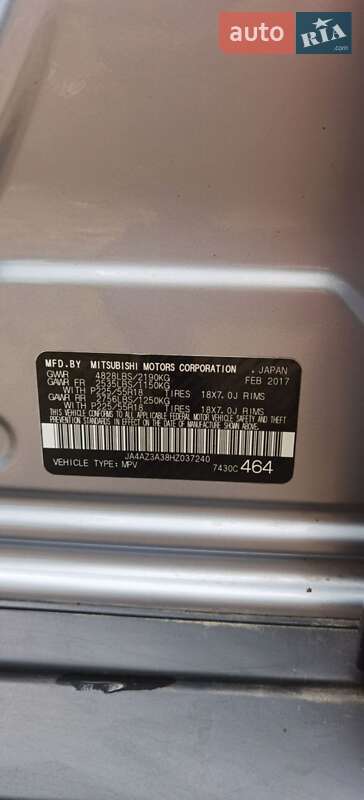 auto RIA .com
MFD.BY MITSUBISHI MOTORS CORPORATION , JAPAN
GVWR 4828LBS/2190KG FEB 2017
GAWR FR 2535LBS/1150KG
WITH P225/55R18 TIRES 18X7.0J RIMS
GAWR RR 2756LBS/1250KG
WITH P225/55R18 TIRES 18X7.0J RIMS
THIS VEHICLE CONFORMS TO ALL APPLICABLE FEDERAL MOTOR VEHICLE SAFETY AND THEFT
PREVENTION STANDARDS IN EFFECT ON THE DATE OF MANUFACTURE SHOWN ABOVE.
JA4AZ3A38HZ037240
VEHICLE TYPE: MPV 7430C 464